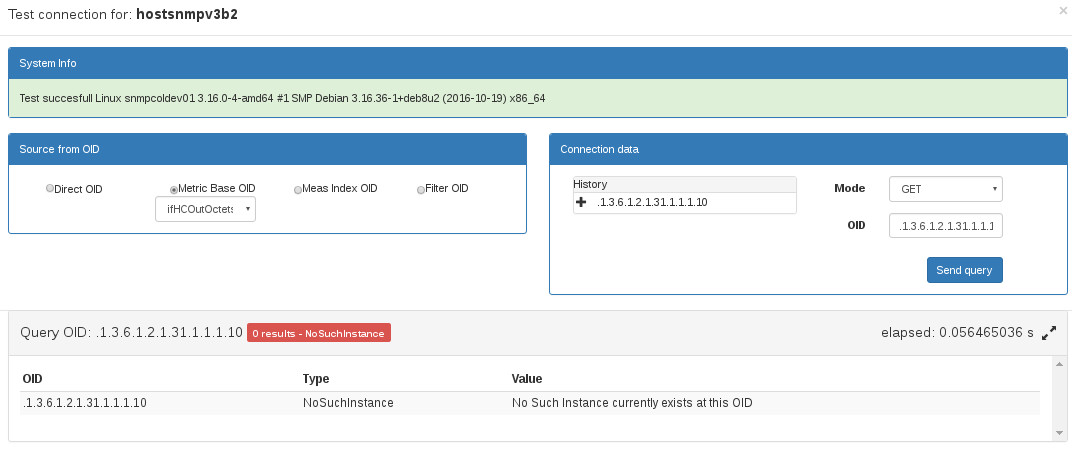 Test connection for: hostsnmpv3b2
×
System Info
Test succesfull Linux snmpcoldev01 3.16.0-4-amd64 #1 SMP Debian 3.16.36-1+deb8u2 (2016-10-19) x86_64
Source from OID
Direct OID
Metric Base OID
Meas Index OID
Filter OID
ifHCOutOctets
Connection data
History
.1.3.6.1.2.1.31.1.1.1.10
Mode
GET
OID
.1.3.6.1.2.1.31.1.1.1
Send query
Query OID: .1.3.6.1.2.1.31.1.1.1.10 0 results - NoSuchInstance
elapsed: 0.056465036 s
OID Type Value
.1.3.6.1.2.1.31.1.1.1.10 NoSuchInstance No Such Instance currently exists at this OID